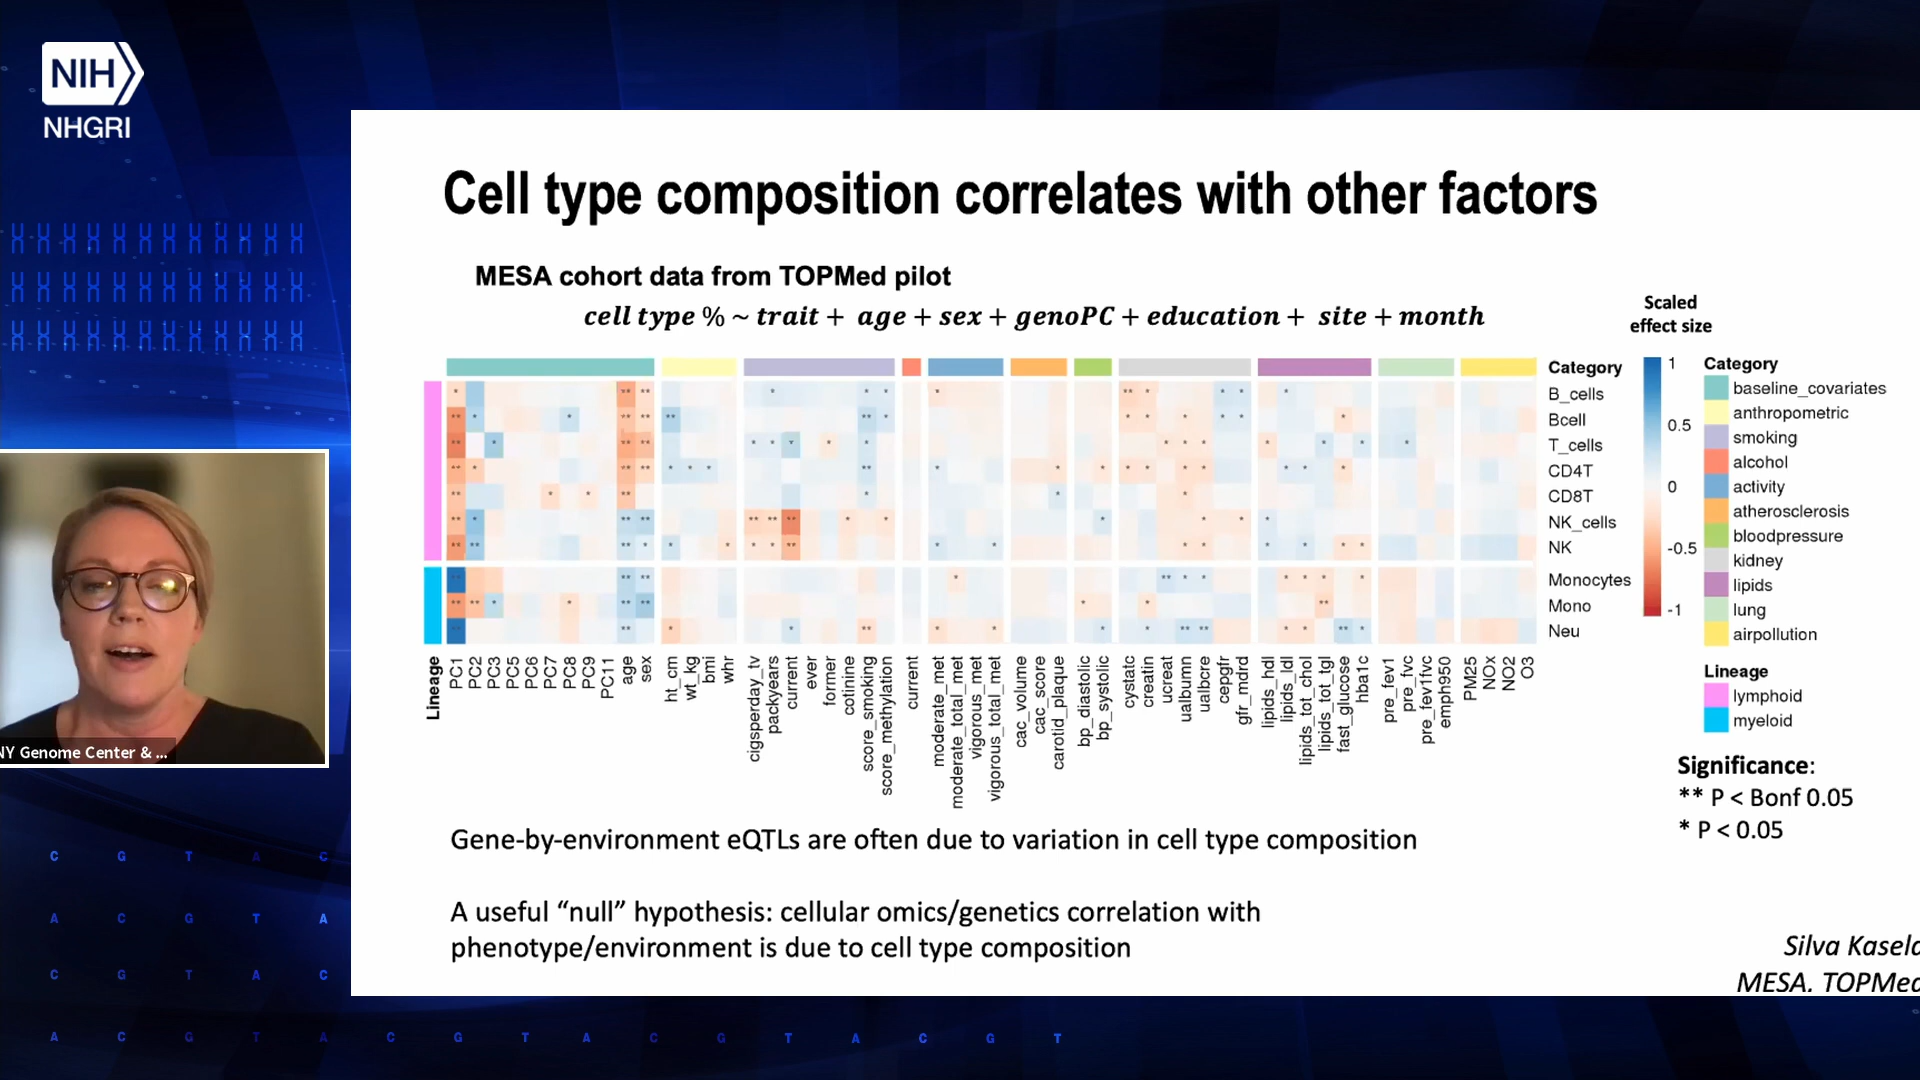 NIH
NHGRI
Cell type composition correlates with other factors
MESA cohort data from TOPMed pilot
cell type % ~ trait + age + sex + genoPC + education + site + month
Scaled
effect size
Category
B_cells
Bcell
T_cells
CD4T
CD8T
NK_cells
NK
Monocytes
Mono
Neu
1
0.5
0
-0.5
-1
Category
baseline_covariates
anthropometric
smoking
alcohol
activity
atherosclerosis
bloodpressure
kidney
lipids
lung
airpollution
Lineage
lymphoid
myeloid
Significance:
** P < Bonf 0.05
* P < 0.05
Lineage
PC1
PC2
PC3
PC5
PC6
PC7
PC8
PC9
PC11
age
sex
ht_cm
wt_kg
bmi
whr
cigsperday_tv
packyears
current
ever
former
cotinine
score_smoking
score_methylation
current
moderate_met
moderate_total_met
vigorous_met
vigorous_total_met
cac_volume
cac_score
carotid_plaque
bp_diastolic
bp_systolic
cystatc
creatin
ucreat
ualbumn
ualbcre
cepgfr
gfr_mdrd
lipids_hdl
lipids_ldl
lipids_tot_chol
lipids_tot_tgl
fast_glucose
hba1c
pre_fev1
pre_fvc
pre_fev1fvc
emph950
PM25
NOx
NO2
O3
Gene-by-environment eQTLs are often due to variation in cell type composition
A useful “null” hypothesis: cellular omics/genetics correlation with
phenotype/environment is due to cell type composition
Silva Kasela
MESA, TOPMed
NY Genome Center & ...
C G T A C
A C G T A
C G T A C
A C G T A C G T A C G T A C G T